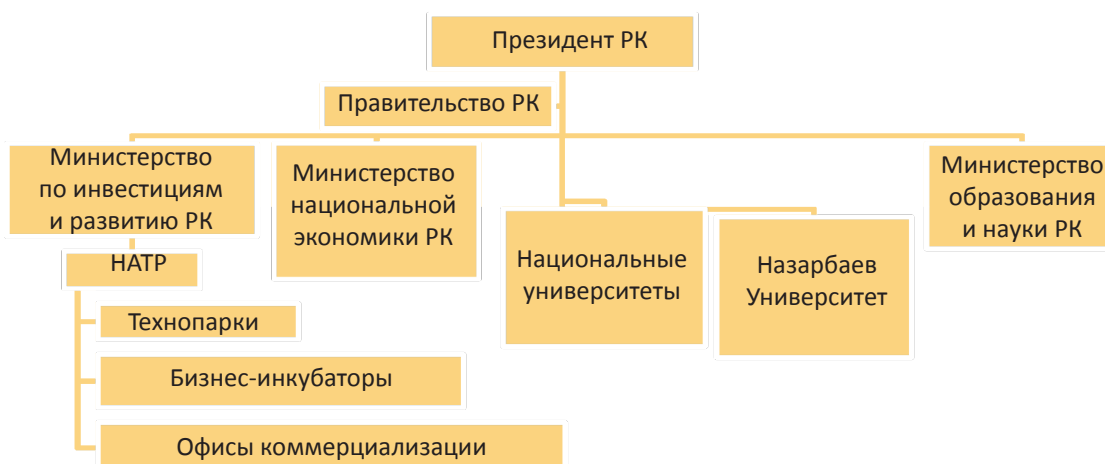 Президент РК
Правительство РК
Министерство
по инвестициям
и развитию РК
Министерство
национальной
экономики РК
Национальные
университеты
Назарбаев
Университет
Министерство
образования
и науки РК
НАТР
Технопарки
Бизнес-инкубаторы
Офисы коммерциализации